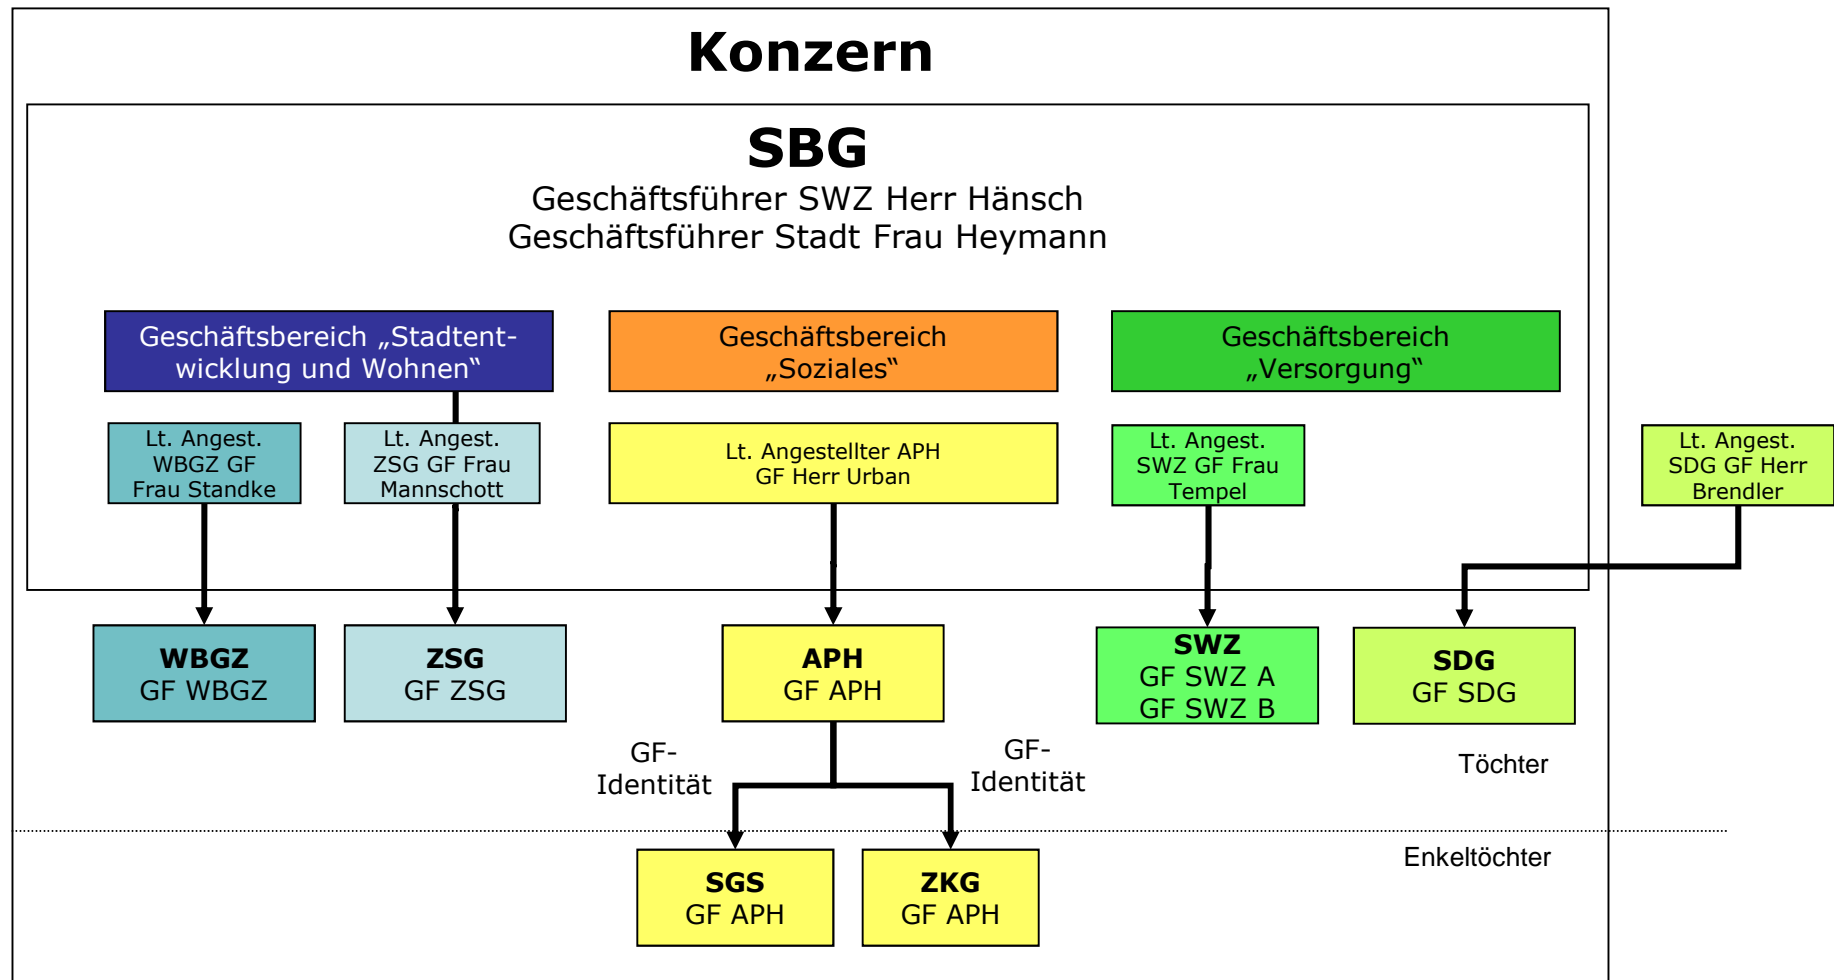 Konzern
SBG
Geschäftsführer SWZ Herr Hänsch
Geschäftsführer Stadt Frau Heymann
Geschäftsbereich „Stadtent-
wicklung und Wohnen“
Geschäftsbereich
„Soziales“
Geschäftsbereich
„Versorgung“
Lt. Angest.
WBGZ GF
Frau Standke
Lt. Angest.
ZSG GF Frau
Mannschott
Lt. Angestellter APH
GF Herr Urban
Lt. Angest.
SWZ GF Frau
Tempel
Lt. Angest.
SDG GF Herr
Brendler
WBGZ
GF WBGZ
ZSG
GF ZSG
APH
GF APH
SWZ
GF SWZ A
GF SWZ B
SDG
GF SDG
GF-
Identität
GF-
Identität
Töchter
Enkeltöchter
SGS
GF APH
ZKG
GF APH